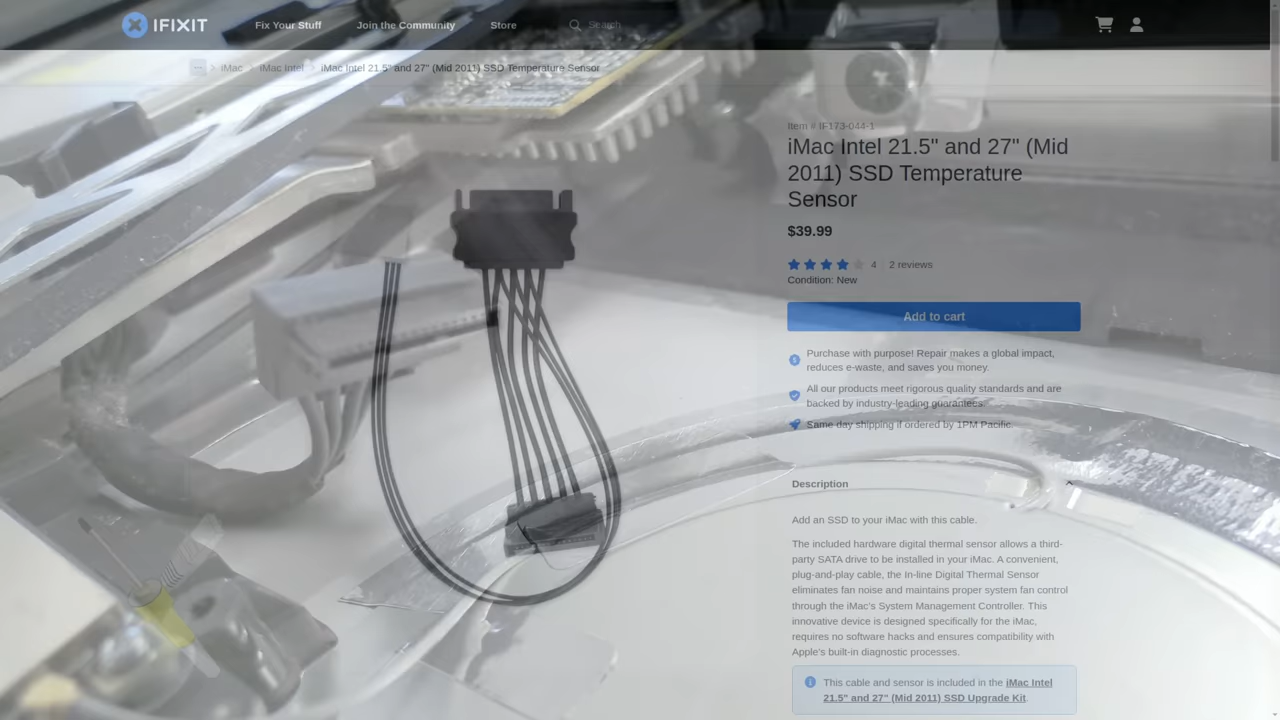 IFIXIT
Fix Your Stuff
Join the Community
Store
Search
... > iMac > iMac Intel > iMac Intel 21.5" and 27" (Mid 2011) SSD Temperature Sensor
Item # IF173-044-1
iMac Intel 21.5" and 27" (Mid
2011) SSD Temperature
Sensor
$39.99
4 | 2 reviews
Condition: New
Add to cart
Purchase with purpose! Repair makes a global impact,
reduces e-waste, and saves you money.
All our products meet rigorous quality standards and are
backed by industry-leading guarantees.
Same day shipping if ordered by 1PM Pacific.
Description
Add an SSD to your iMac with this cable.
The included hardware digital thermal sensor allows a third-
party SATA drive to be installed in your iMac. A convenient,
plug-and-play cable, the In-line Digital Thermal Sensor
eliminates fan noise and maintains proper system fan control
through the iMac's System Management Controller. This
innovative device is designed specifically for the iMac,
requires no software hacks and ensures compatibility with
Apple's built-in diagnostic processes.
This cable and sensor is included in the iMac Intel
21.5" and 27" (Mid 2011) SSD Upgrade Kit.